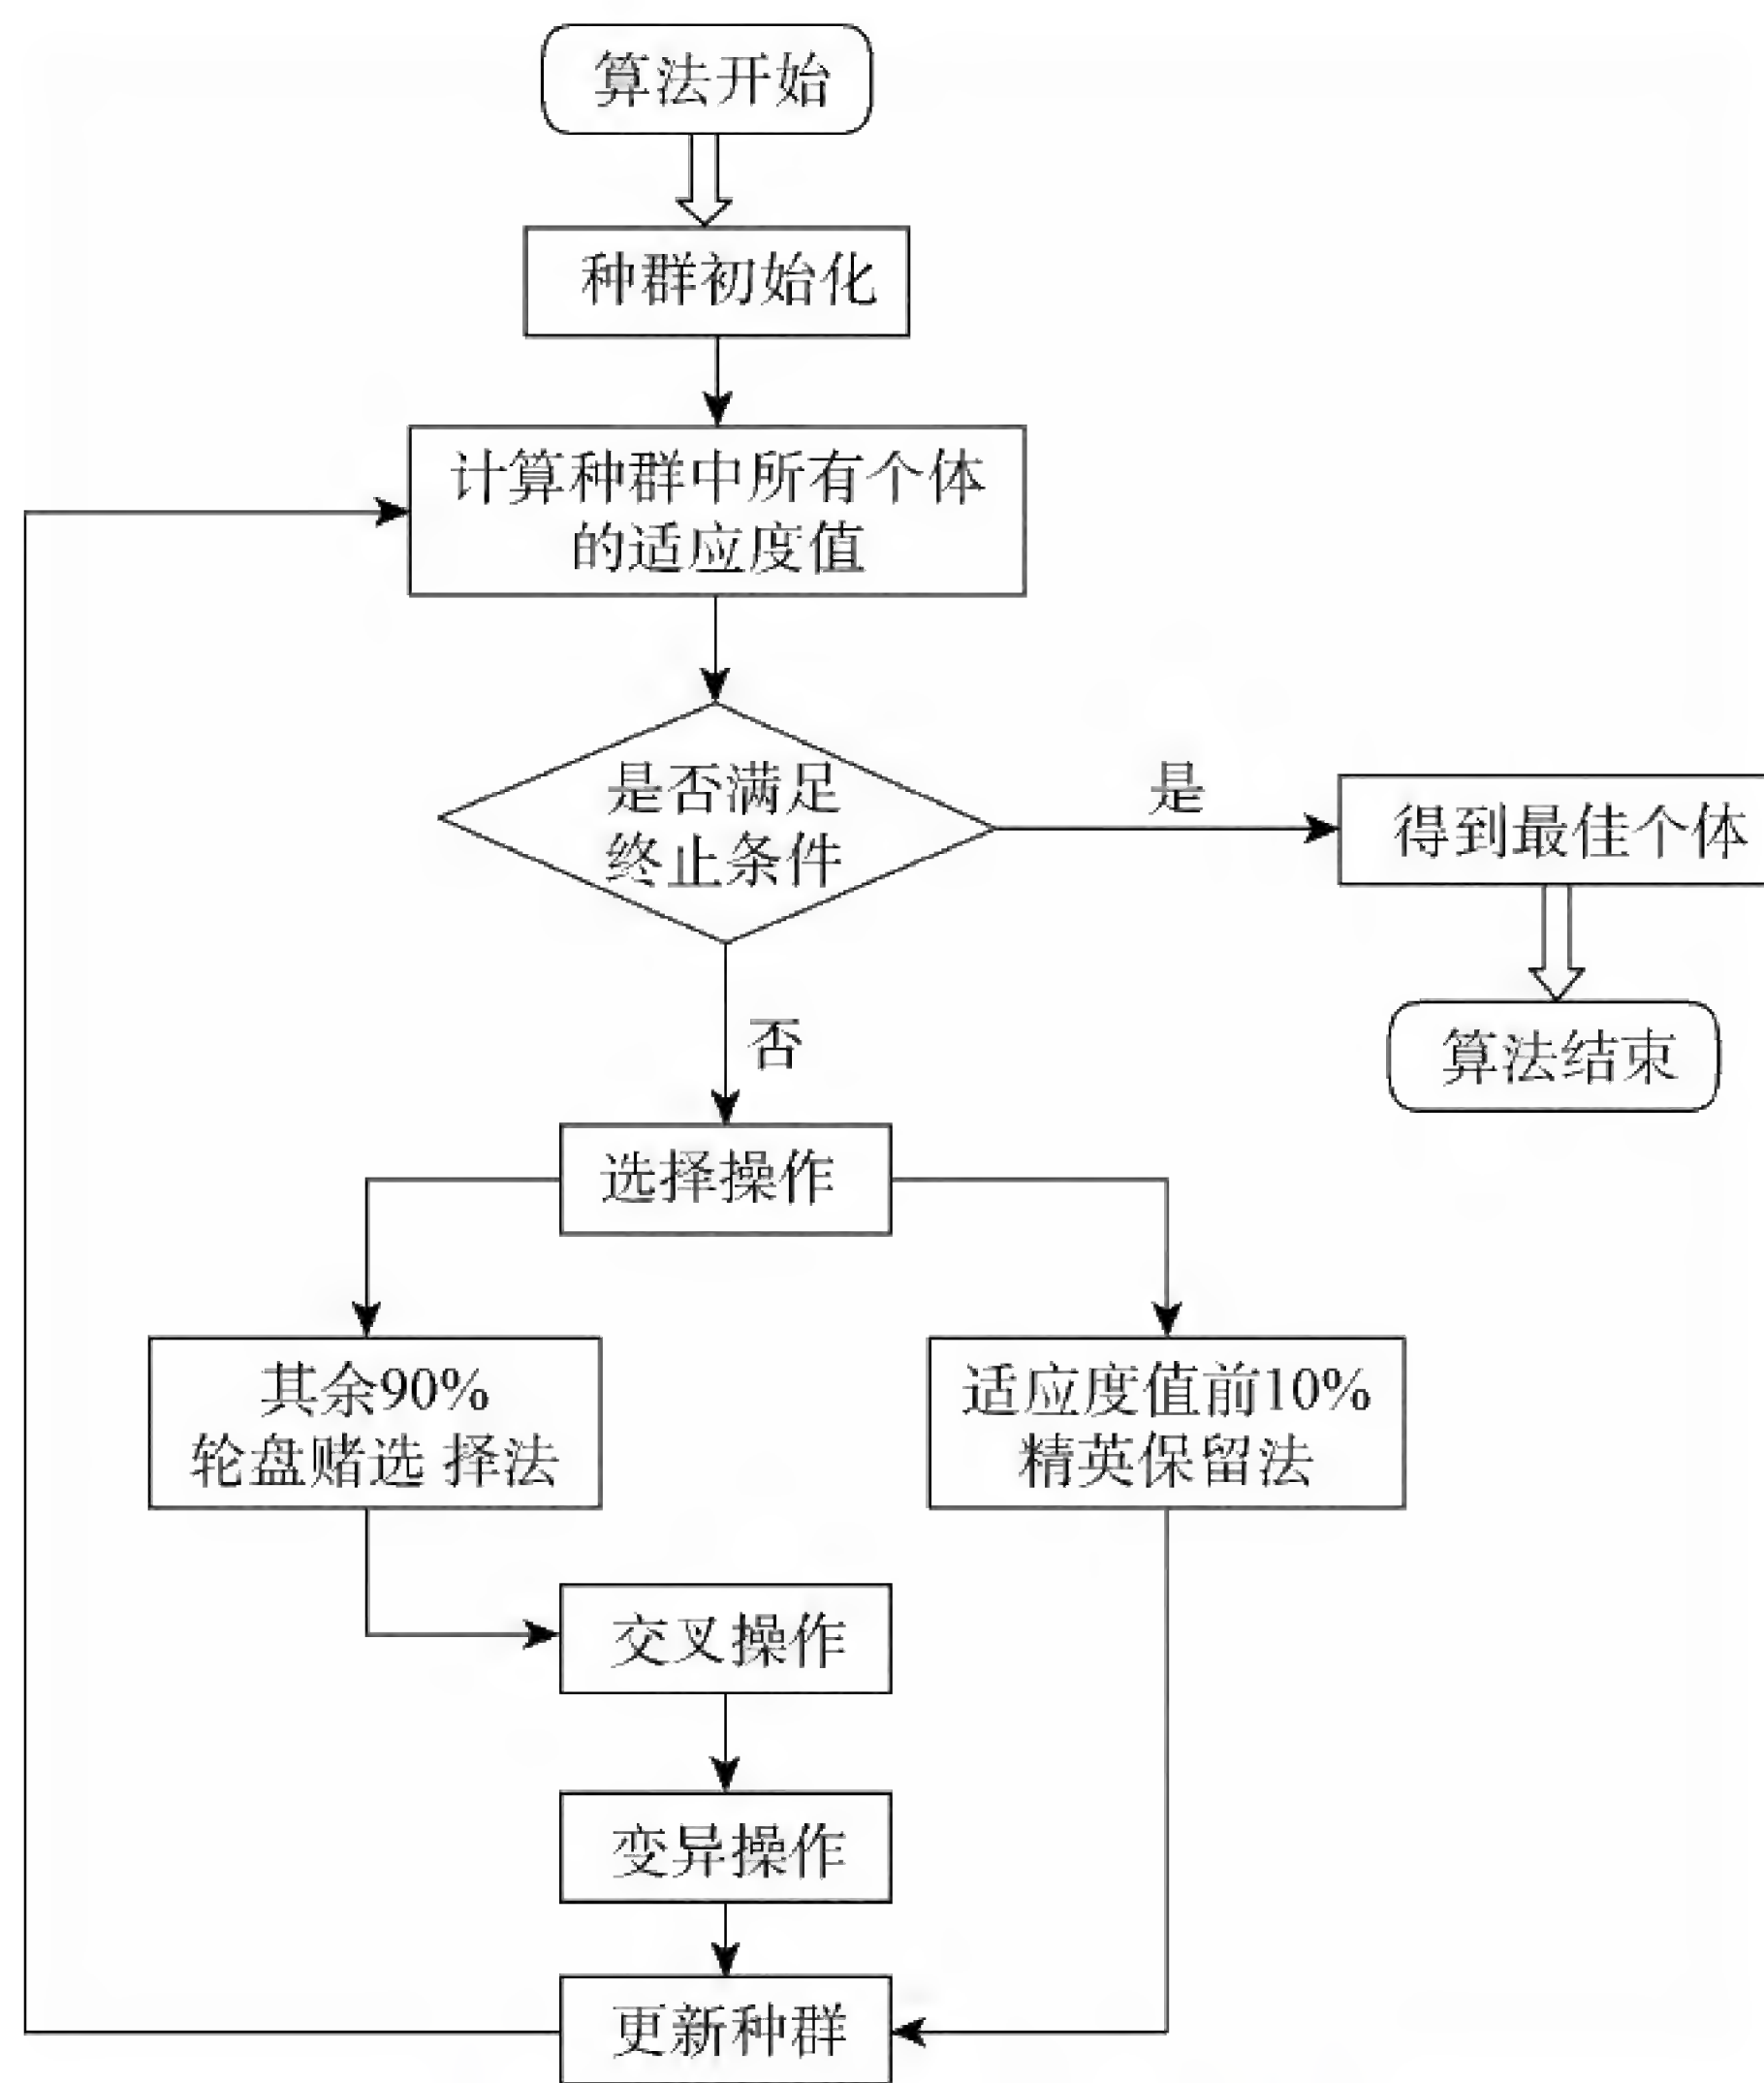 算法开始
种群初始化
计算种群中所有个体
的适应度值
是否满足
终止条件
是
得到最佳个体
算法结束
否
选择操作
其余90%
轮盘赌选 择法
适应度值前10%
精英保留法
交叉操作
变异操作
更新种群